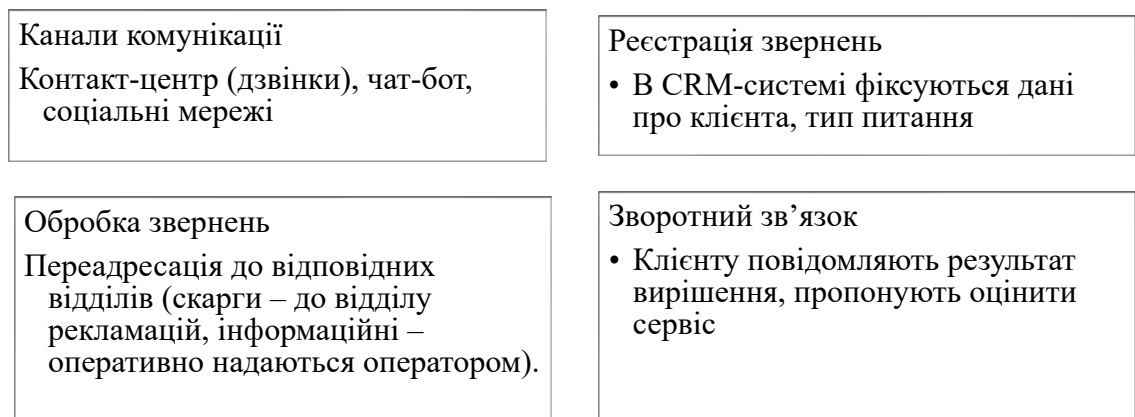 Канали комунікації
Контакт-центр (дзвінки), чат-бот,
соціальні мережі
Реєстрація звернень
• В CRM-системі фіксуються дані
про клієнта, тип питання
Обробка звернень
Переадресація до відповідних
відділів (скарги – до відділу
рекламацій, інформаційні –
оперативно надаються оператором).
Зворотний зв’язок
• Клієнту повідомляють результат
вирішення, пропонують оцінити
сервіс